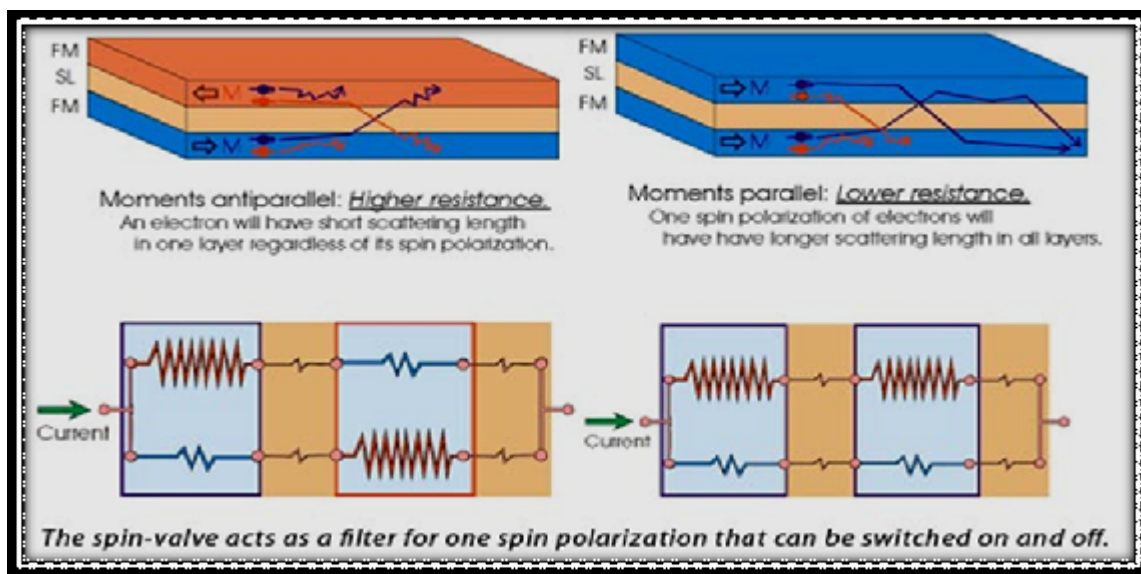 FM
SL
FM
M
M
Moments antiparallel: Higher resistance.
An electron will have short scattering length
in one layer regardless of its spin polarization.
FM
SL
FM
M
M
Moments parallel: Lower resistance.
One spin polarization of electrons will
have have longer scattering length in all layers.
Current
Current
The spin-valve acts as a filter for one spin polarization that can be switched on and off.